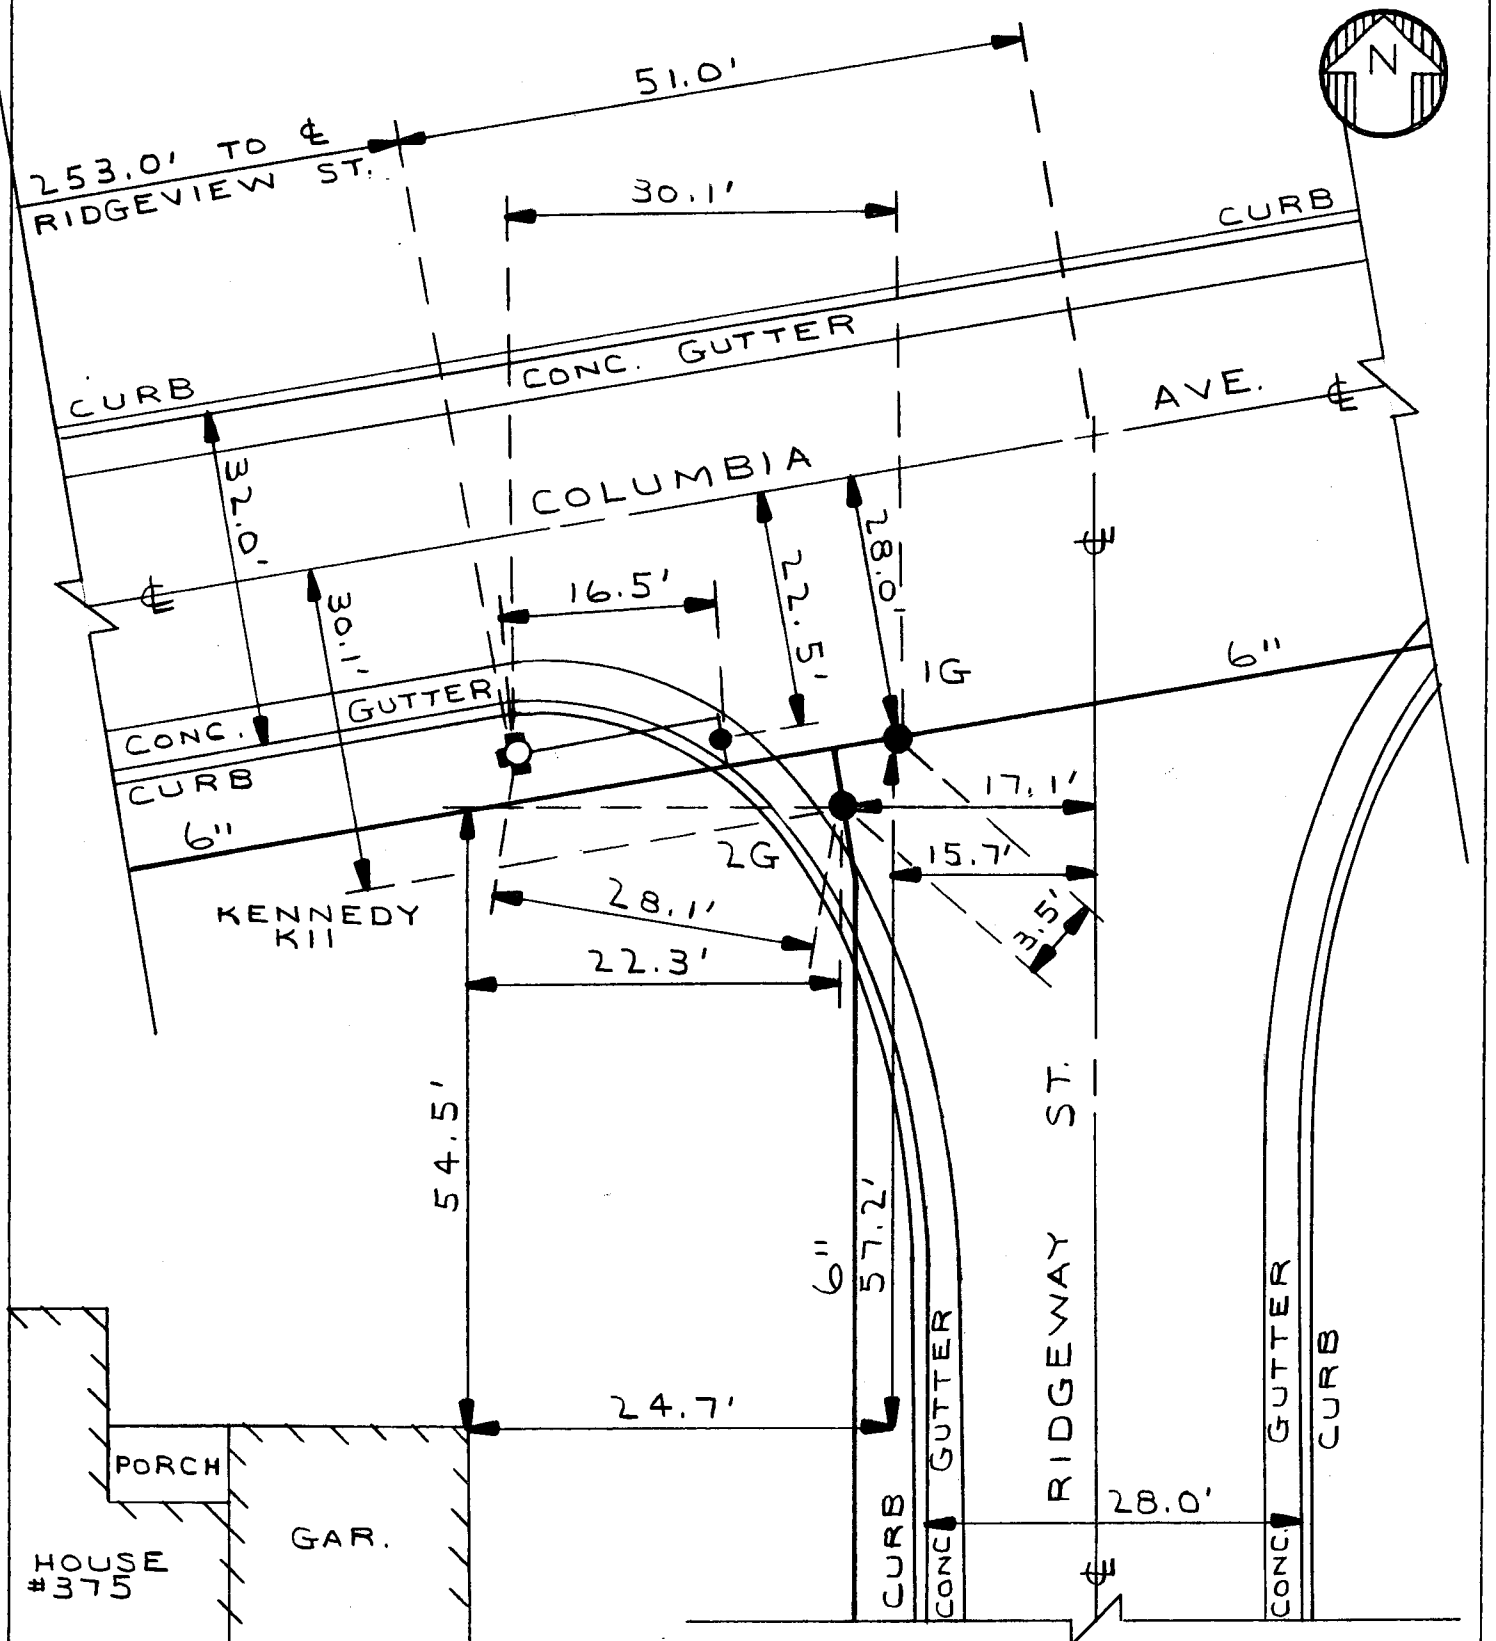 N
51.0'
253.0' TO ℄
RIDGEVIEW ST.
30.1'
CURB
CONC. GUTTER
CURB
AVE.
℄
COLUMBIA
32.0'
28.0'
℄
22.5'
℄
16.5'
30.1'
1G
6"
GUTTER
CONC.
CURB
17.1'
6"
2G
15.7'
28.1'
3.5'
KENNEDY
K11
22.3'
54.5'
ST.
57.2'
6"
RIDGEWAY
GUTTER
GUTTER
CURB
24.7'
PORCH
28.0'
GAR.
CURB
CONC.
CONC.
HOUSE
#375
℄